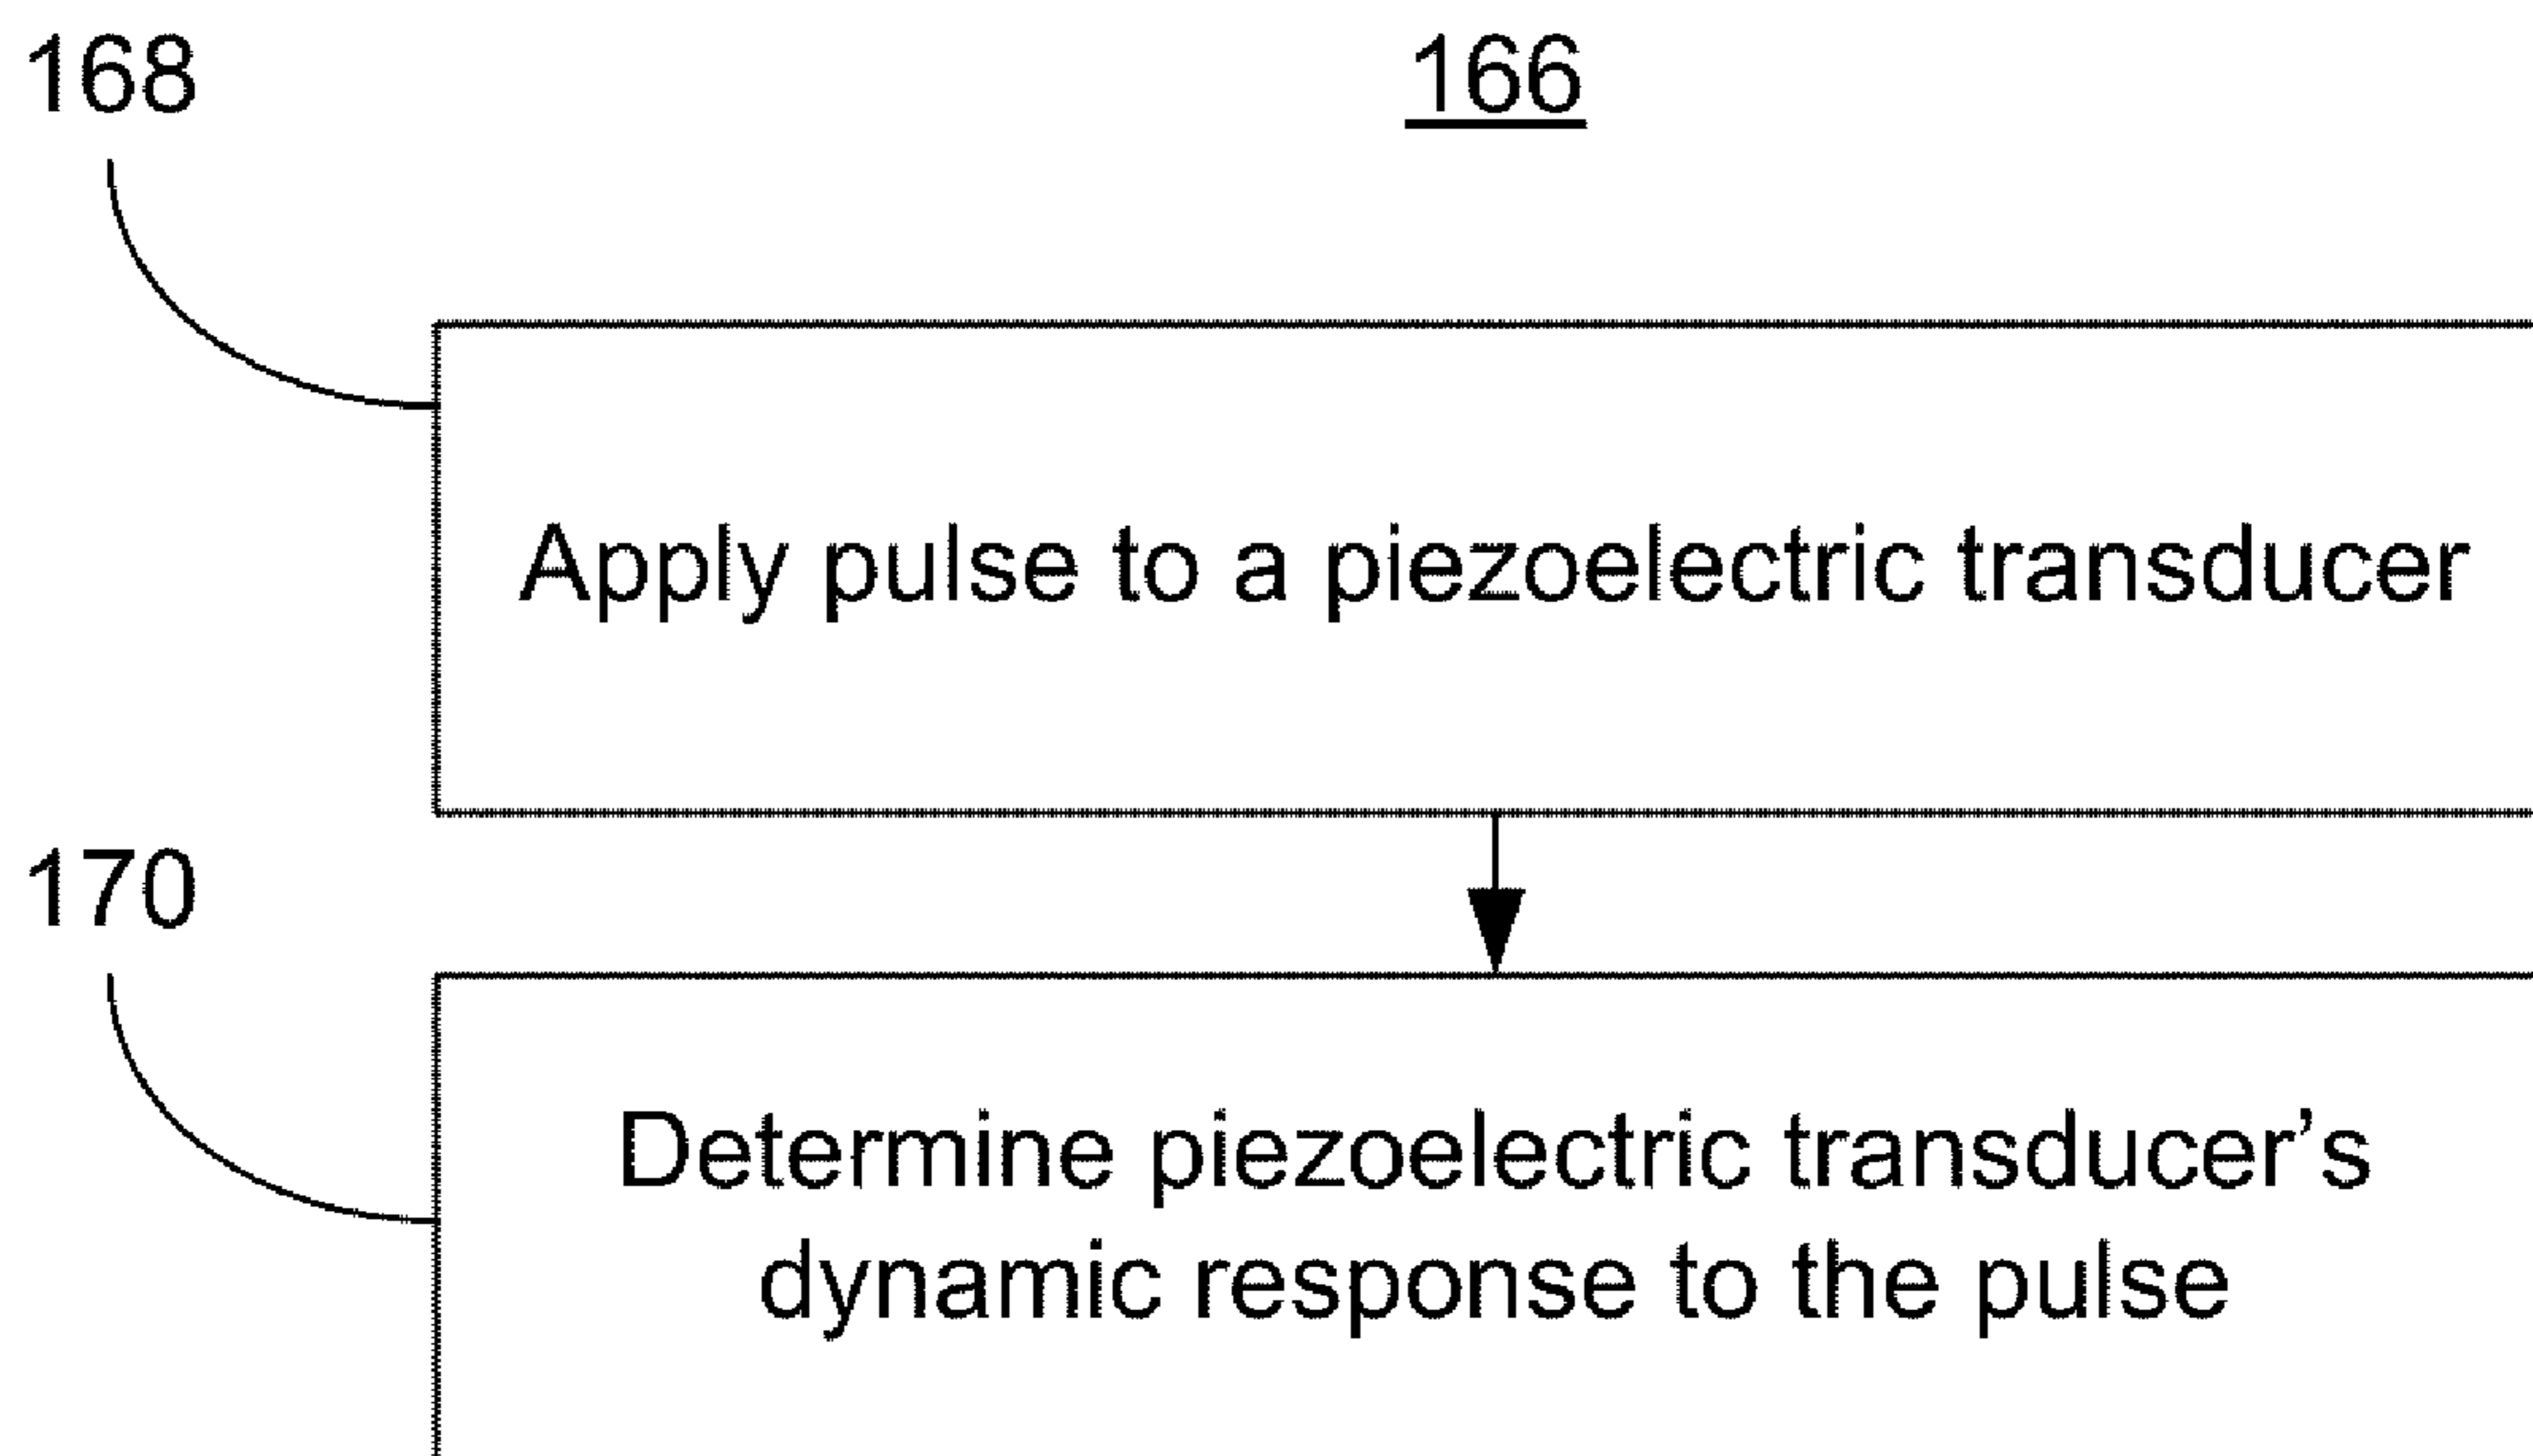 168
166
Apply pulse to a piezoelectric transducer
170
Determine piezoelectric transducer’s
dynamic response to the pulse